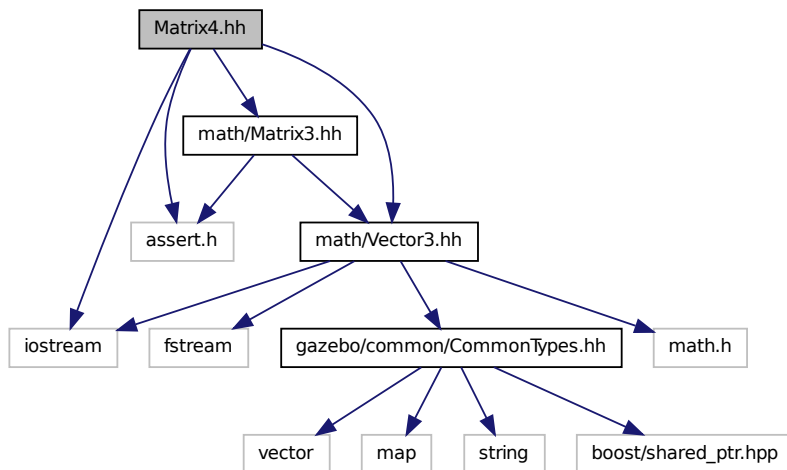 Matrix4.hh
math/Matrix3.hh
assert.h
math/Vector3.hh
iostream
fstream
gazebo/common/CommonTypes.hh
math.h
vector
map
string
boost/shared_ptr.hpp